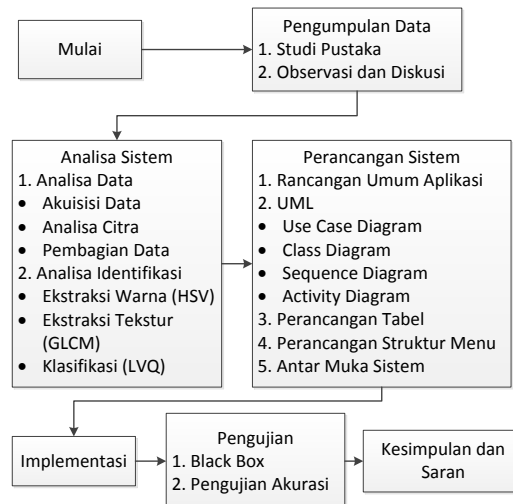 Mulai
Pengumpulan Data
1. Studi Pustaka
2. Observasi dan Diskusi
Analisa Sistem
1. Analisa Data
• Akuisisi Data
• Analisa Citra
• Pembagian Data
2. Analisa Identifikasi
• Ekstraksi Warna (HSV)
• Ekstraksi Tekstur
(GLCM)
• Klasifikasi (LVQ)
Perancangan Sistem
1. Rancangan Umum Aplikasi
2. UML
• Use Case Diagram
• Class Diagram
• Sequence Diagram
• Activity Diagram
3. Perancangan Tabel
4. Perancangan Struktur Menu
5. Antar Muka Sistem
Implementasi
Pengujian
1. Black Box
2. Pengujian Akurasi
Kesimpulan dan
Saran